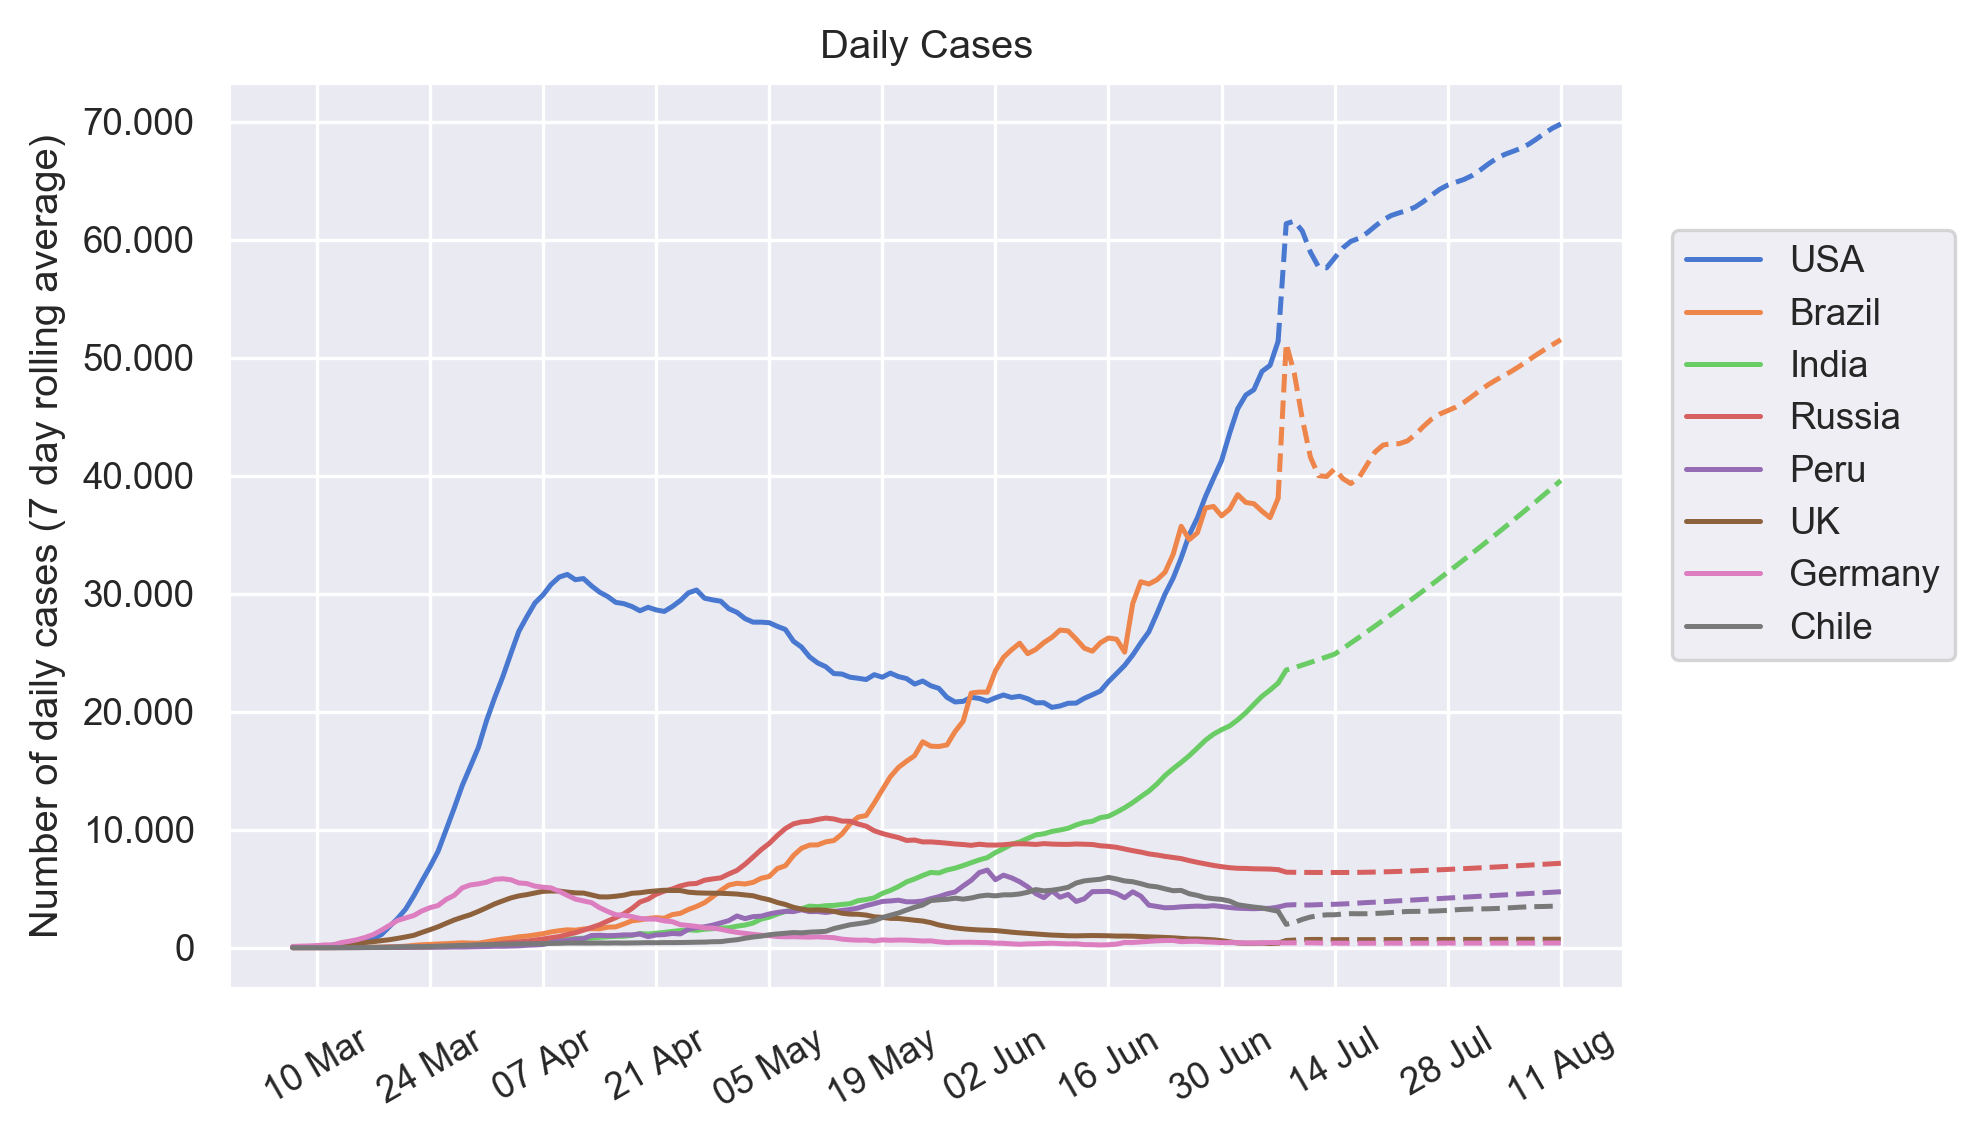 Daily Cases
Number of daily cases (7 day rolling average)
70.000
60.000
50.000
40.000
30.000
20.000
10.000
0
10 Mar
24 Mar
07 Apr
21 Apr
05 May
19 May
02 Jun
16 Jun
30 Jun
14 Jul
28 Jul
11 Aug
USA
Brazil
India
Russia
Peru
UK
Germany
Chile